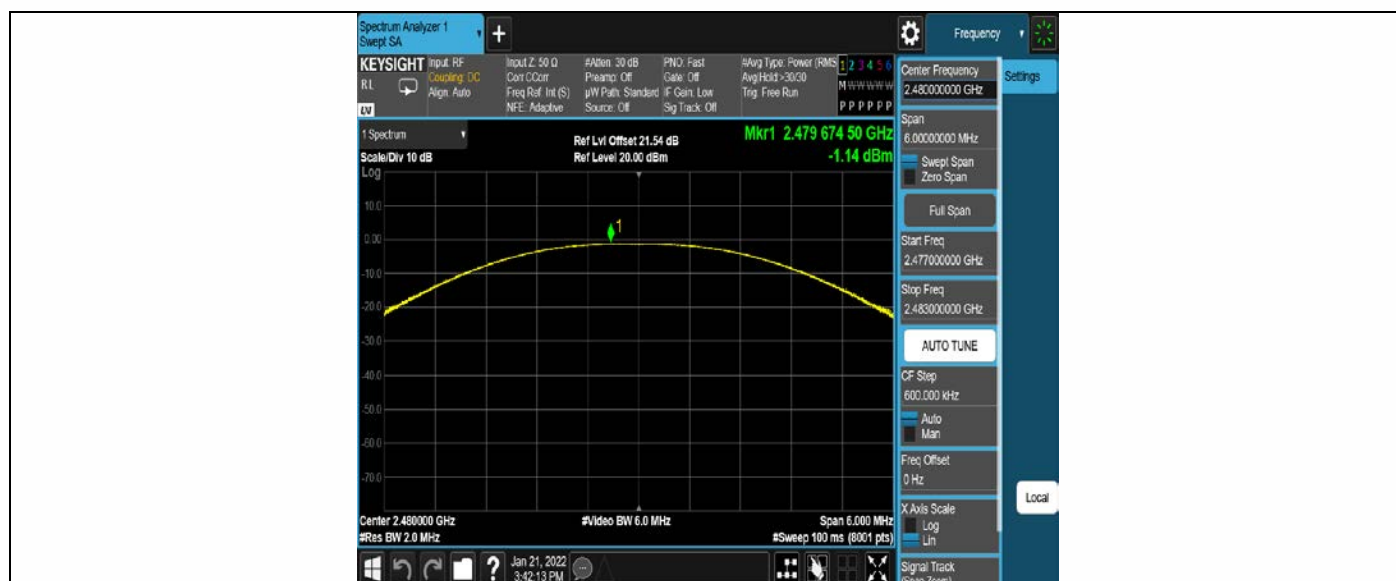 Spectrum Analyzer 1
Swept SA
+
Frequency
KEYSIGHT
RL
LXI
Input: RF
Coupling: DC
Align: Auto
Input Z: 50 Ω
Corr CCorr
Freq Ref: Int (S)
NFE: Adaptive
#Atten: 30 dB
Preamp: Off
µW Path: Standard
Source: Off
PNO: Fast
Gate: Off
IF Gain: Low
Sig Track: Off
#Avg Type: Power (RMS
Avg|Hold:>30/30
Trig: Free Run
1 2 3 4 5 6
M W W W W W
P P P P P P
1 Spectrum
Scale/Div 10 dB
Log
Ref Lvl Offset 21.54 dB
Ref Level 20.00 dBm
Mkr1 2.479 674 50 GHz
-1.14 dBm
10.0
0.00
-10.0
-20.0
-30.0
-40.0
-50.0
-60.0
-70.0
1
Center 2.480000 GHz
#Res BW 2.0 MHz
#Video BW 6.0 MHz
Span 6.000 MHz
#Sweep 100 ms (8001 pts)
?
Jan 21, 2022
3:42:13 PM
Center Frequency
2.480000000 GHz
Span
6.00000000 MHz
Swept Span
Zero Span
Full Span
Start Freq
2.477000000 GHz
Stop Freq
2.483000000 GHz
AUTO TUNE
CF Step
600.000 kHz
Auto
Man
Freq Offset
0 Hz
X Axis Scale
Log
Lin
Signal Track
(Span Zoom)
Settings
Local